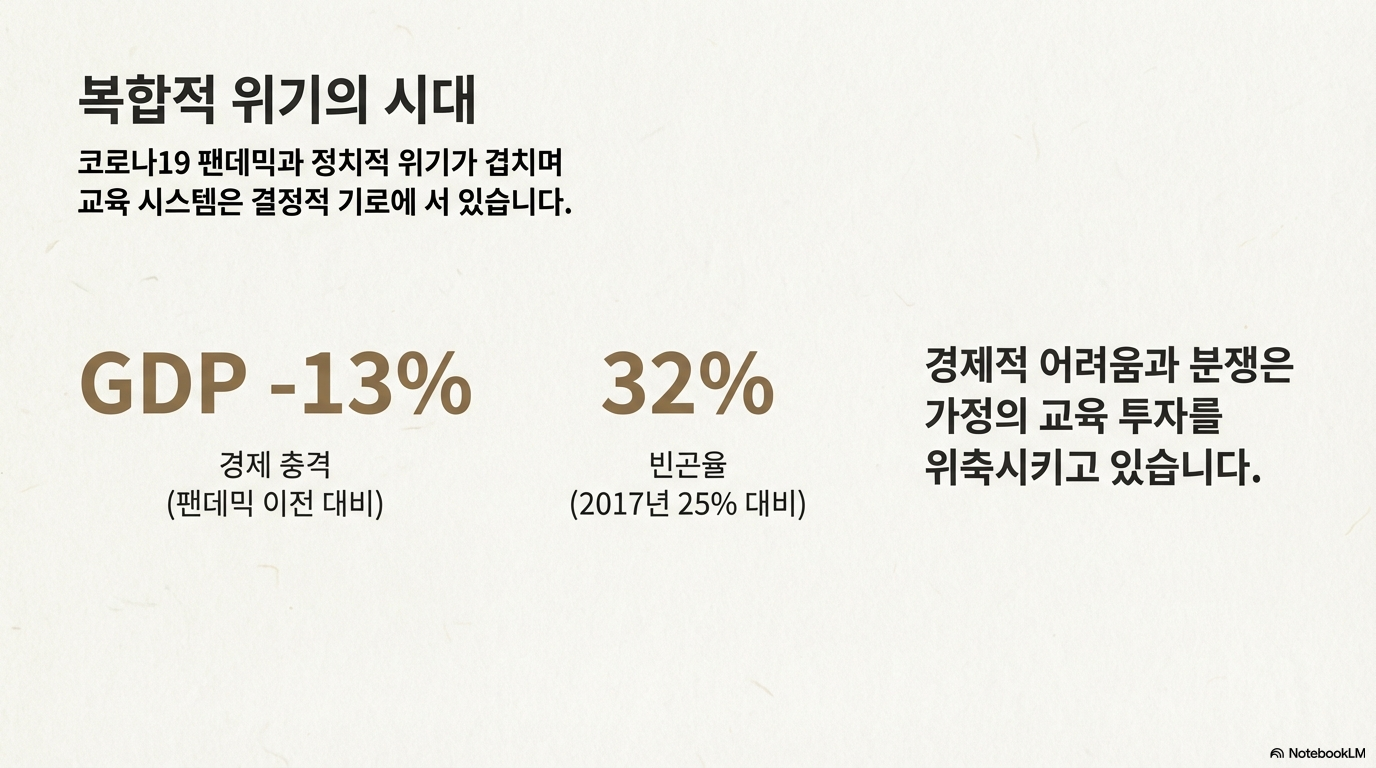 복합적 위기의 시대
코로나19 팬데믹과 정치적 위기가 겹치며
교육 시스템은 결정적 기로에 서 있습니다.
GDP -13%
경제 충격
(팬데믹 이전 대비)
32%
빈곤율
(2017년 25% 대비)
경제적 어려움과 분쟁은
가정의 교육 투자를
위축시키고 있습니다.
NotebookLM